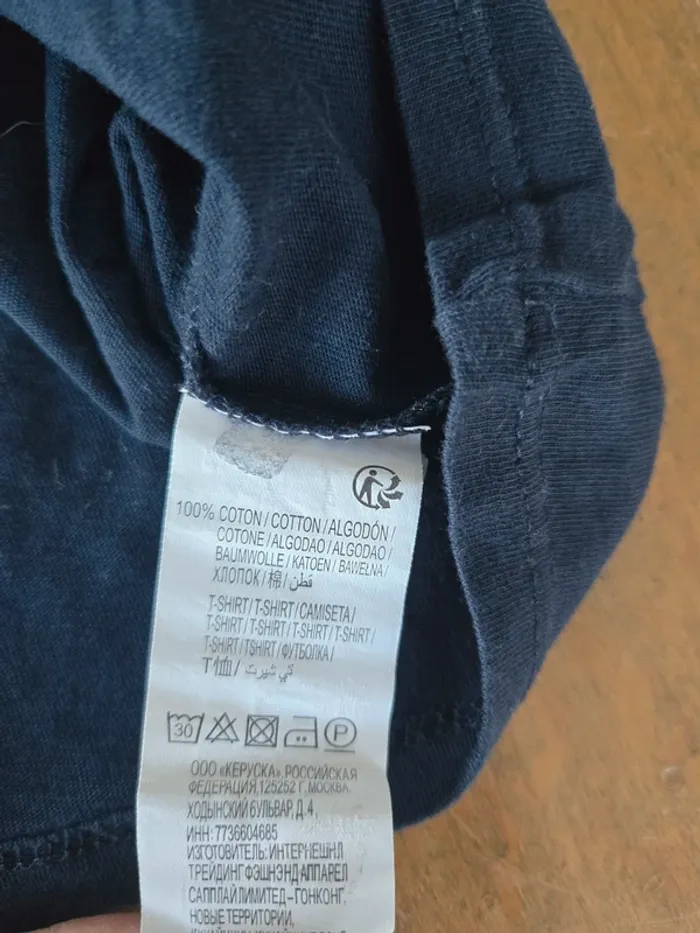 100% COTON / COTTON / ALGODÓN /
COTONE / ALGODAO / ALGODAO /
BAUMWOLLE / KATOEN / BAWEŁNA /
ХЛОПОК / 棉 / قطن
T-SHIRT / T-SHIRT / CAMISETA /
T-SHIRT / T-SHIRT / T-SHIRT / T-SHIRT /
T-SHIRT / TSHIRT / ФУТБОЛКА /
T恤 / تي شيرت
30 P
ООО «КЕРУСКА», РОССИЙСКАЯ
ФЕДЕРАЦИЯ,125252 Г, МОСКВА,
ХОДЫНСКИЙ БУЛЬВАР, Д. 4,
ИНН: 7736604685
ИЗГОТОВИТЕЛЬ: ИНТЕРНЕШНЛ
ТРЕЙДИНГ ФЭШНЭНД АППАРЕЛ
САППЛАЙ ЛИМИТЕД - ГОНКОНГ,
НОВЫЕ ТЕРРИТОРИИ,